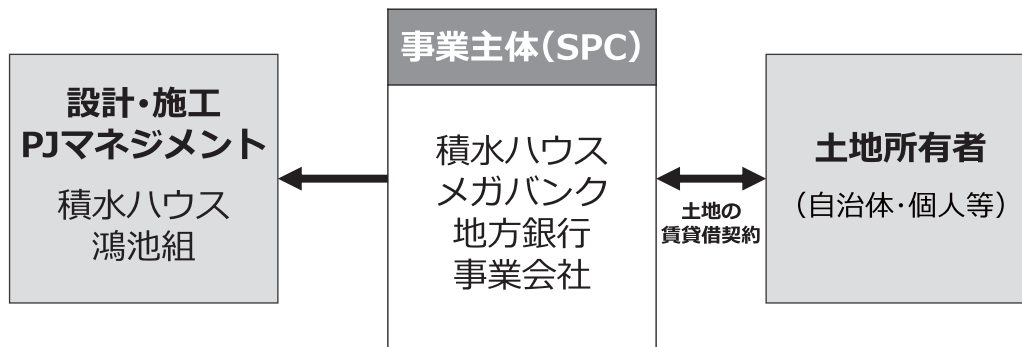 設計･施工
PJマネジメント
積水ハウス
鴻池組
事業主体(SPC)
積水ハウス
メガバンク
地方銀行
事業会社
土地の
賃貸借契約
土地所有者
(自治体･個人等)